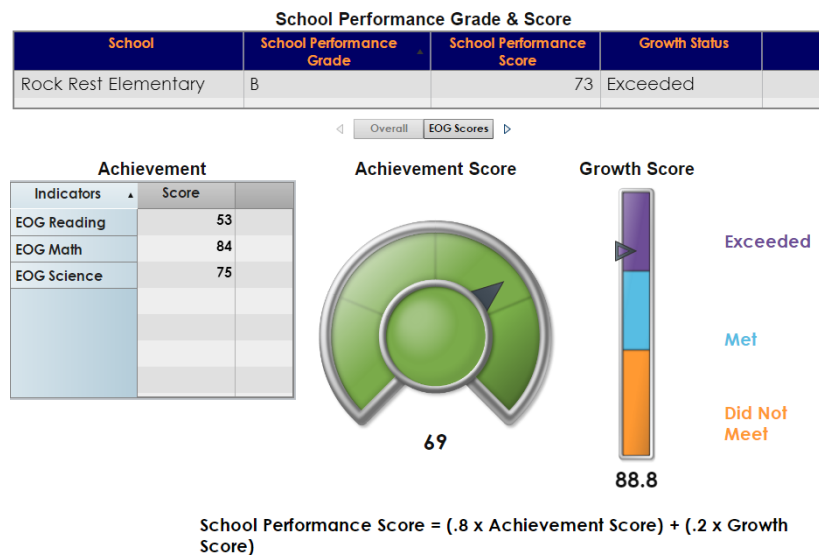 School Performance Grade & Score
School School Performance Grade School Performance Score Growth Status
Rock Rest Elementary B 73 Exceeded
Overall EOG Scores
Achievement Achievement Score Growth Score
Indicators Score
EOG Reading 53
EOG Math 84
EOG Science 75
Exceeded
Met
Did Not
Meet
69
88.8
School Performance Score = (.8 x Achievement Score) + (.2 x Growth
Score)